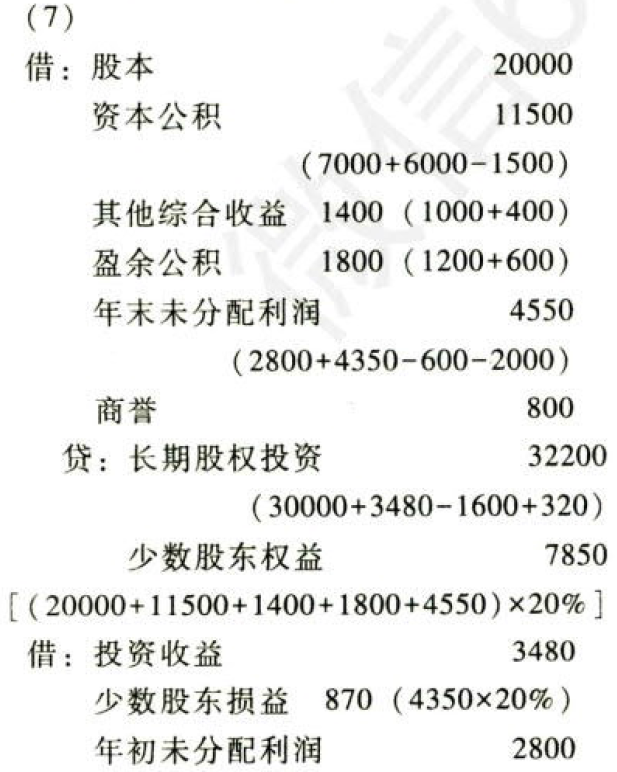 (7)
借：股本 20000
资本公积 11500
(7000+6000-1500)
其他综合收益 1400 (1000+400)
盈余公积 1800 (1200+600)
年末未分配利润 4550
(2800+4350-600-2000)
商誉 800
贷：长期股权投资 32200
(30000+3480-1600+320)
少数股东权益 7850
[(20000+11500+1400+1800+4550)×20%]
借：投资收益 3480
少数股东损益 870 (4350×20%)
年初未分配利润 2800
微信